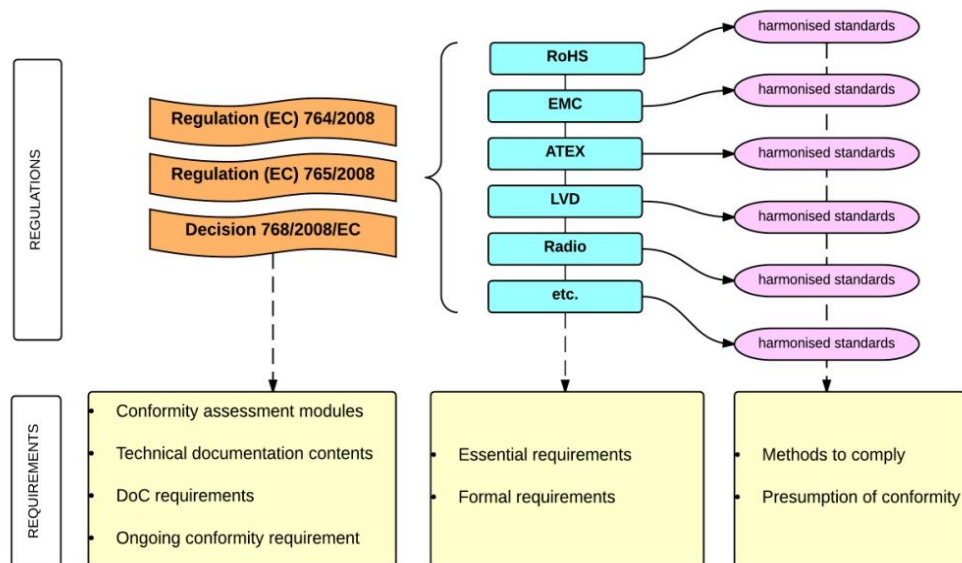 REGULATIONS
Regulation (EC) 764/2008
Regulation (EC) 765/2008
Decision 768/2008/EC
RoHS
EMC
ATEX
LVD
Radio
etc.
harmonised standards
harmonised standards
harmonised standards
harmonised standards
harmonised standards
harmonised standards
REQUIREMENTS
• Conformity assessment modules
• Technical documentation contents
• DoC requirements
• Ongoing conformity requirement
• Essential requirements
• Formal requirements
• Methods to comply
• Presumption of conformity